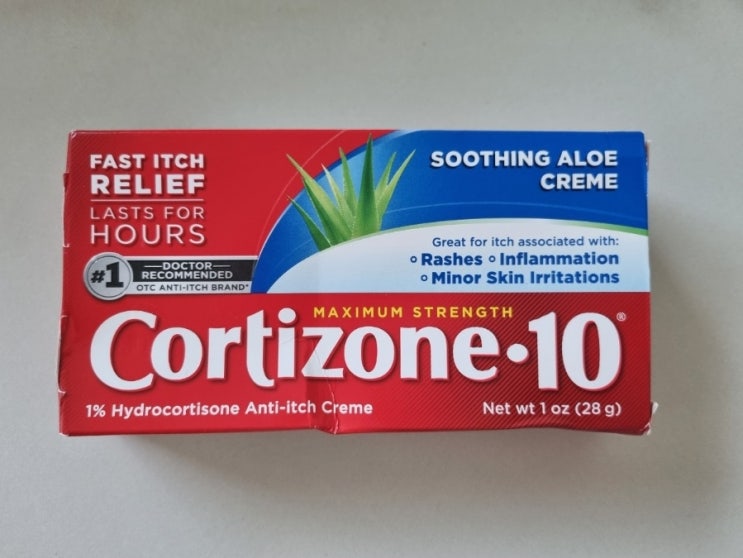 FAST ITCH
RELIEF
LASTS FOR
HOURS
#1 DOCTOR
RECOMMENDED
OTC ANTI-ITCH BRAND*
SOOTHING ALOE
CREME
Great for itch associated with:
° Rashes ° Inflammation
° Minor Skin Irritations
MAXIMUM STRENGTH
Cortizone•10®
1% Hydrocortisone Anti-itch Creme
Net wt 1 oz (28 g)